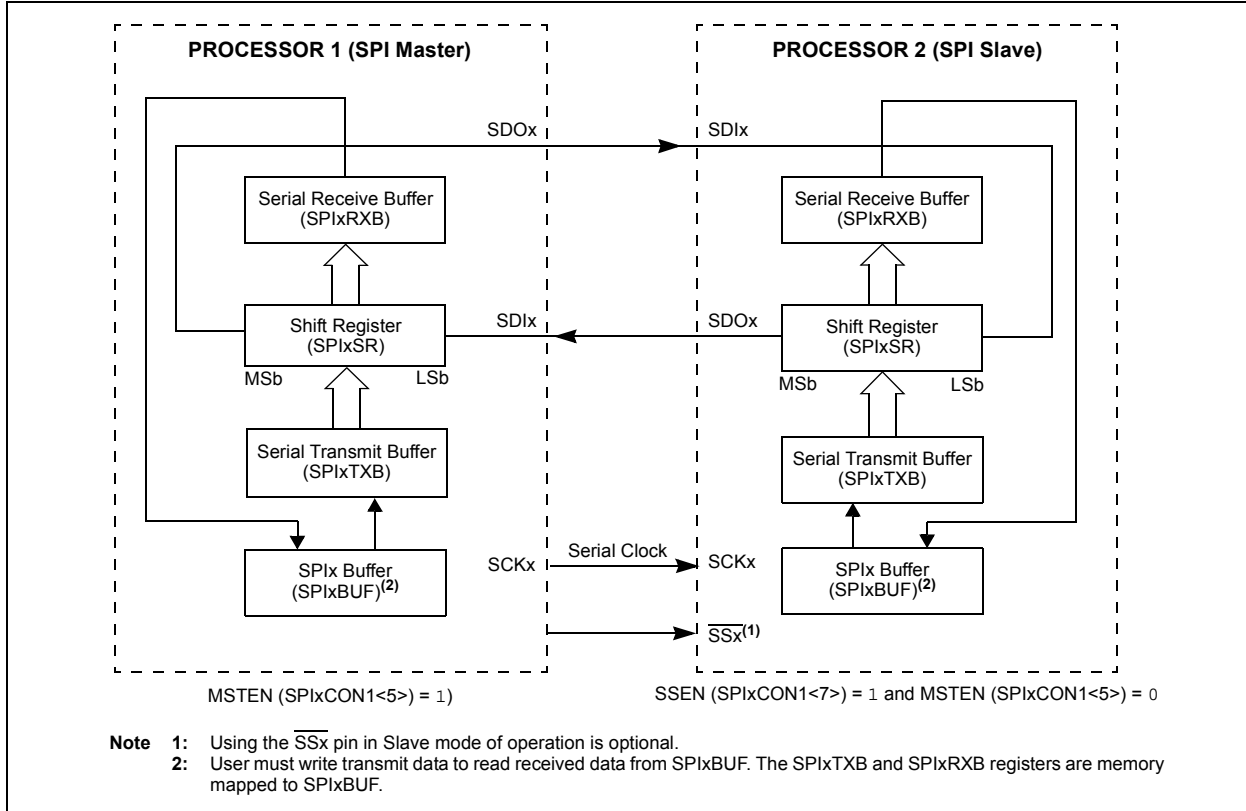 PROCESSOR 1 (SPI Master)
PROCESSOR 2 (SPI Slave)
SDOx
SDIx
Serial Receive Buffer
(SPIxRXB)
Serial Receive Buffer
(SPIxRXB)
Shift Register
(SPIxSR)
SDIx
SDOx
Shift Register
(SPIxSR)
MSb
LSb
MSb
LSb
Serial Transmit Buffer
(SPIxTXB)
Serial Transmit Buffer
(SPIxTXB)
SPIx Buffer
(SPIxBUF)(2)
SCKx
Serial Clock
SCKx
SPIx Buffer
(SPIxBUF)(2)
SSx(1)
MSTEN (SPIxCON1<5>) = 1)
SSEN (SPIxCON1<7>) = 1 and MSTEN (SPIxCON1<5>) = 0
Note 1: Using the SSx pin in Slave mode of operation is optional.
2: User must write transmit data to read received data from SPIxBUF. The SPIxTXB and SPIxRXB registers are memory
mapped to SPIxBUF.